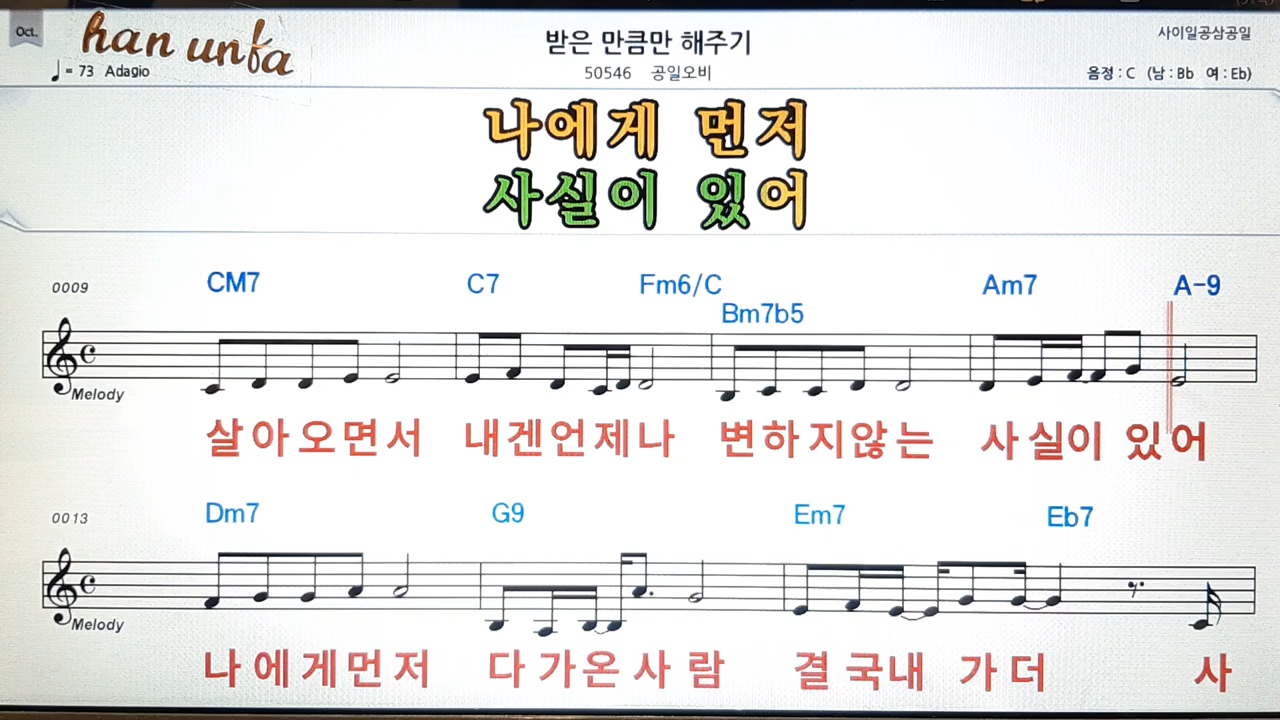 Oct.
han unfa
♩ = 73 Adagio
받은 만큼만 해주기
50546 공일오비
사이일공삼공일
음정 : C (남 : Bb 여 : Eb)
나에게 먼저
사실이 있어
0009
CM7 C7 Fm6/C Bm7b5 Am7 A-9
Melody
살아오면서 내겐언제나 변하지않는 사실이 있어
0013
Dm7 G9 Em7 Eb7
Melody
나에게먼저 다가온사람 결국내 가더 사